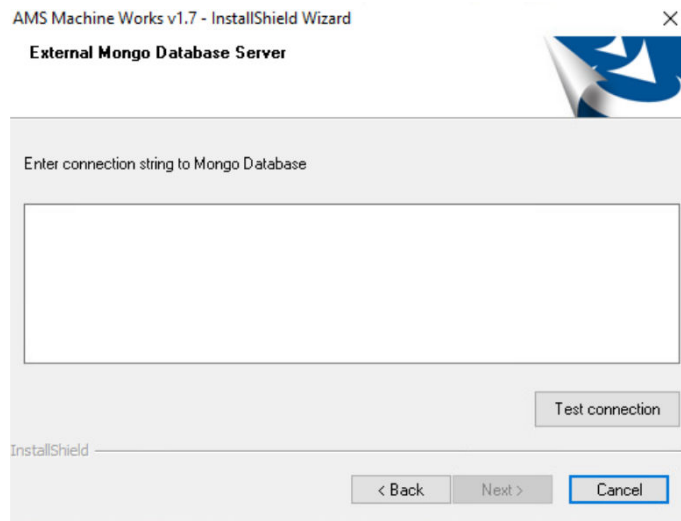 AMS Machine Works v1.7 - InstallShield Wizard
External Mongo Database Server
Enter connection string to Mongo Database
Test connection
InstallShield
< Back
Next >
Cancel